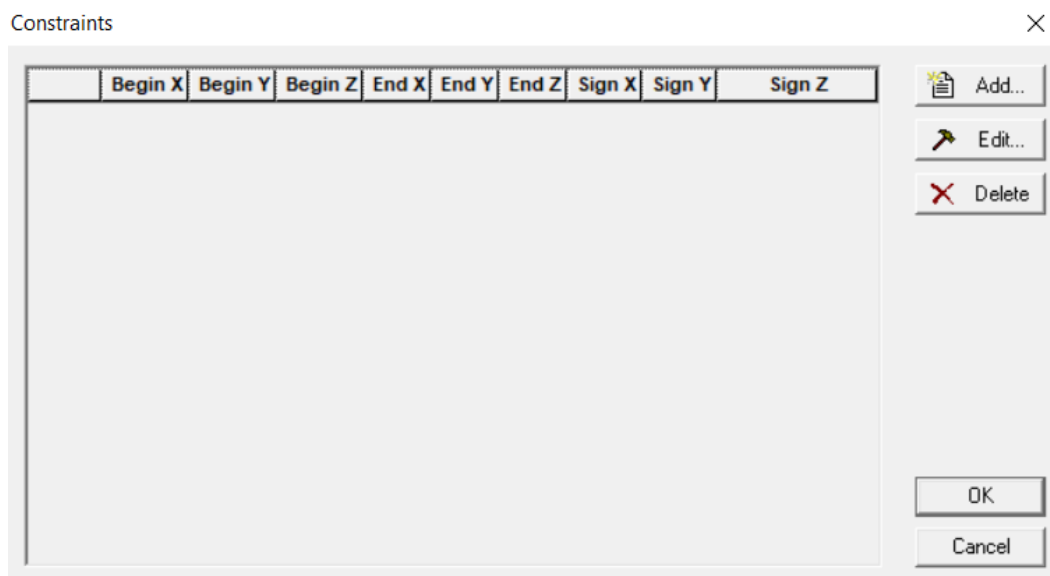 Constraints
Begin X Begin Y Begin Z End X End Y End Z Sign X Sign Y Sign Z
Add...
Edit...
Delete
OK
Cancel